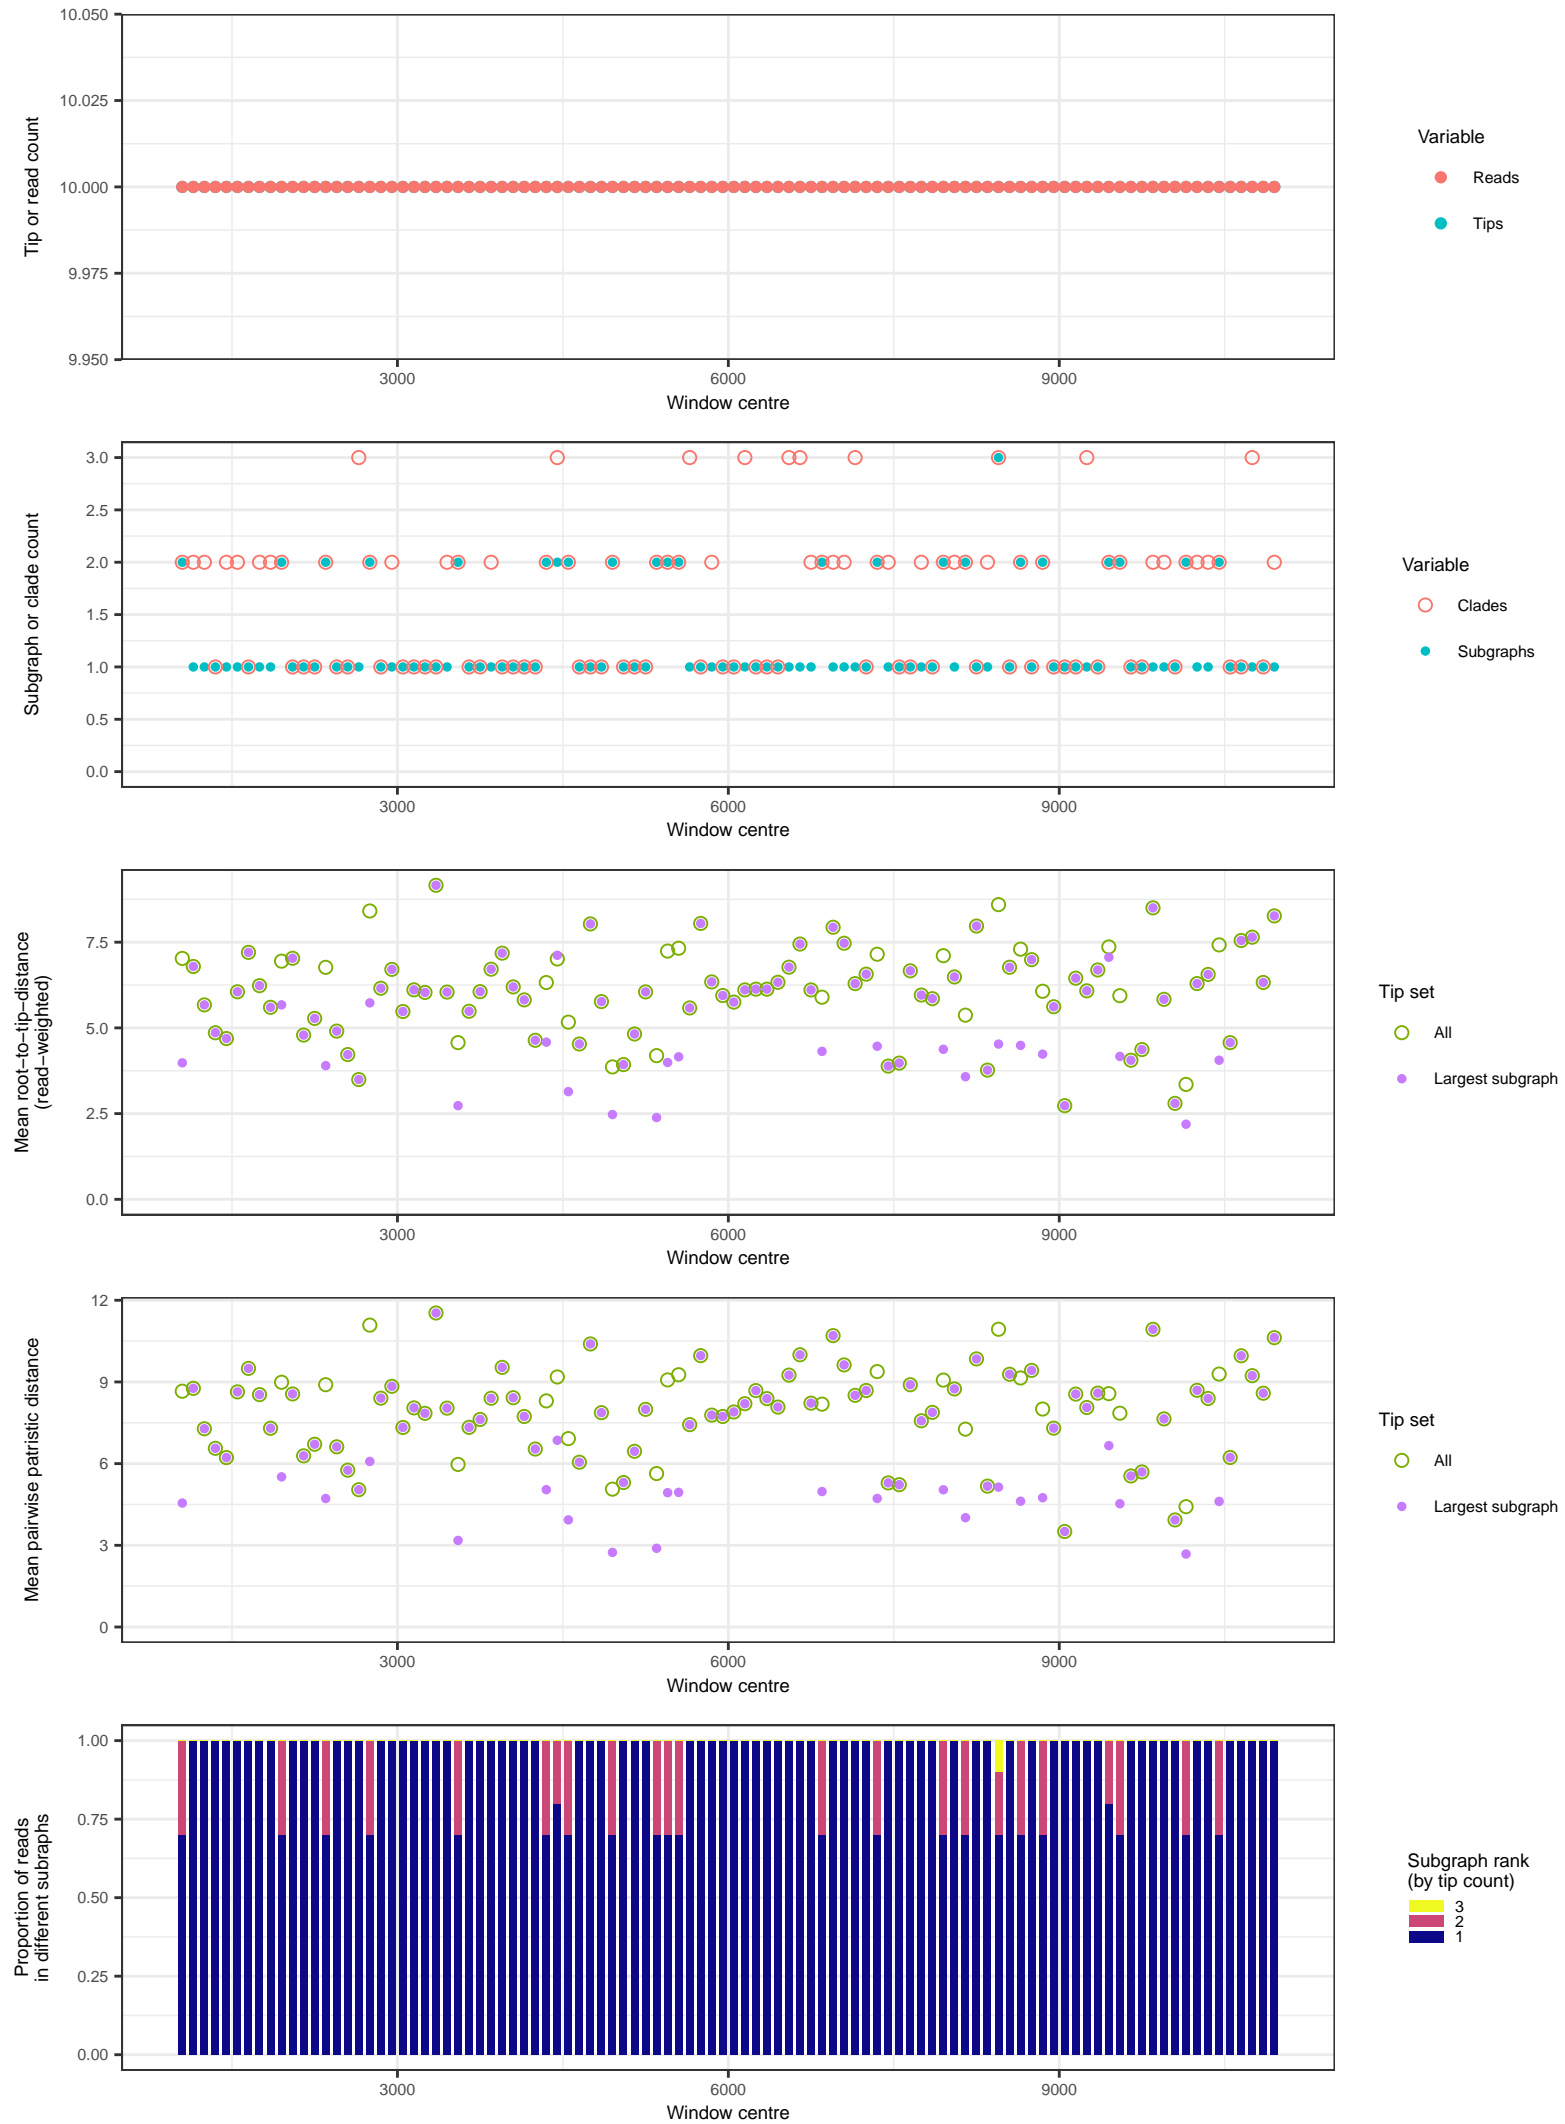 10.050
10.025
10.000
9.975
9.950
Tip or read count
3000 6000 9000
Window centre
Variable
Reads
Tips
3.0
2.5
2.0
1.5
1.0
0.5
0.0
Subgraph or clade count
3000 6000 9000
Window centre
Variable
Clades
Subgraphs
7.5
5.0
2.5
0.0
Mean root−to−tip−distance
(read−weighted)
3000 6000 9000
Window centre
Tip set
All
Largest subgraph
12
9
6
3
0
Mean pairwise patristic distance
3000 6000 9000
Window centre
Tip set
All
Largest subgraph
1.00
0.75
0.50
0.25
0.00
Proportion of reads
in different subraphs
3000 6000 9000
Window centre
Subgraph rank
(by tip count)
3
2
1